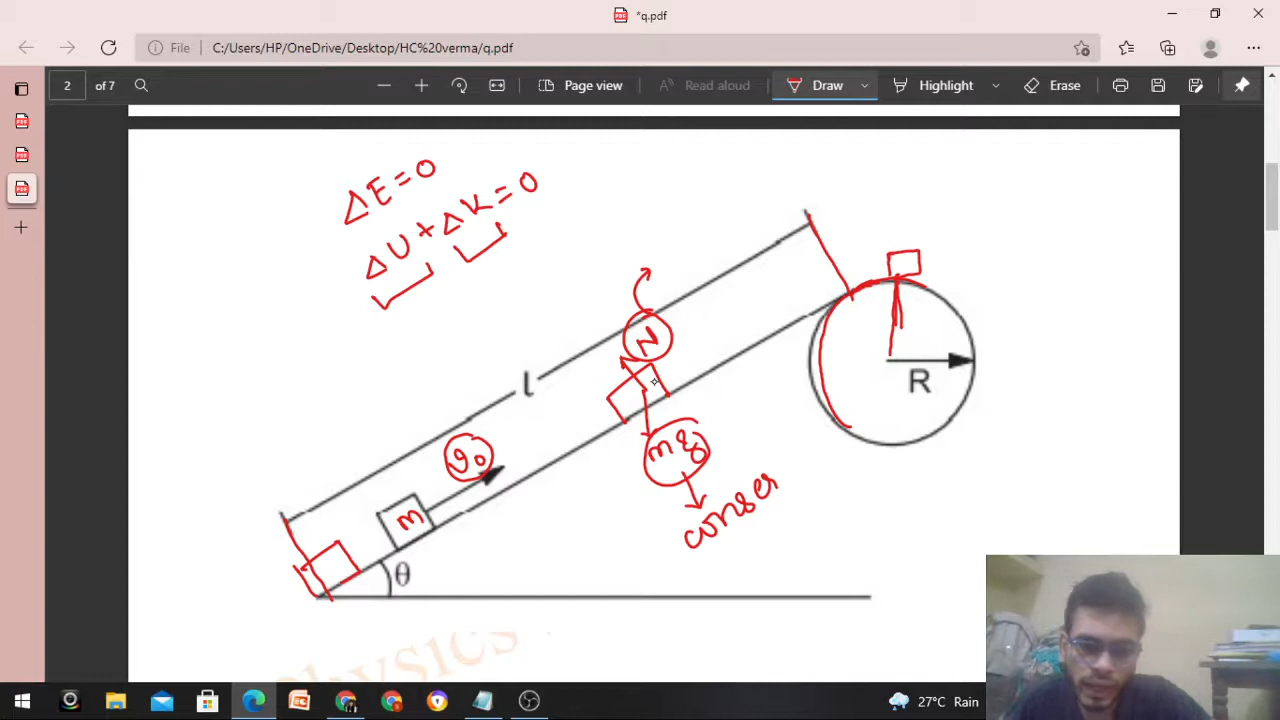 *q.pdf
File C:/Users/HP/OneDrive/Desktop/HC%20verma/q.pdf
2 of 7 Page view Read aloud Draw Highlight Erase
ΔE=0
ΔU+ΔK=0
N
l
R
v₀
mg
conser
m
θ
hysics
27°C Rain